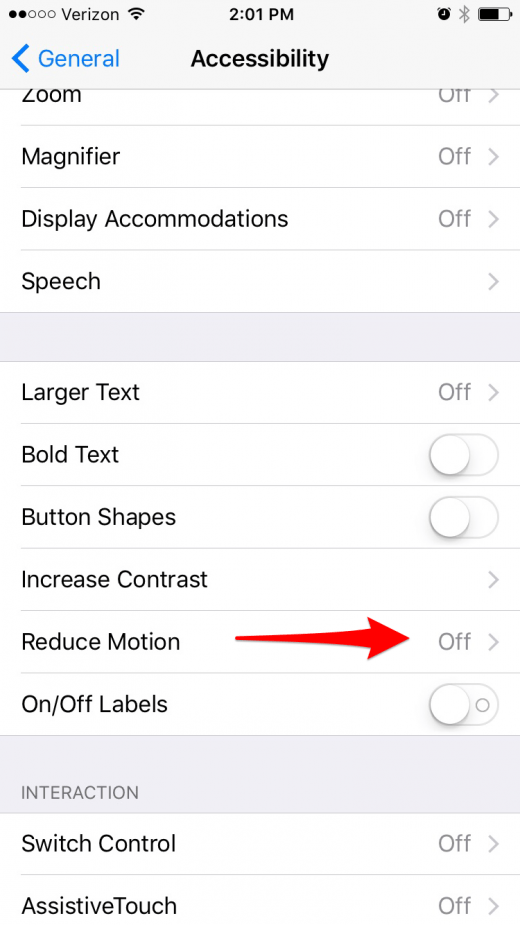 Verizon 2:01 PM
General Accessibility
Zoom Off
Magnifier Off
Display Accommodations Off
Speech
Larger Text Off
Bold Text
Button Shapes
Increase Contrast
Reduce Motion Off
On/Off Labels
INTERACTION
Switch Control Off
AssistiveTouch Off